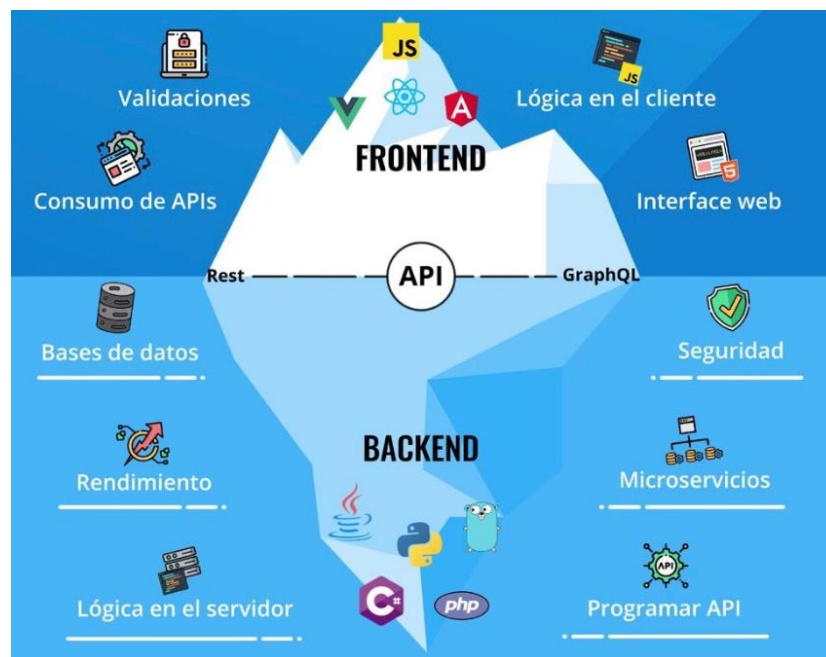 JS
Validaciones
Lógica en el cliente
JS
FRONTEND
Consumo de APIs
Interface web
Rest
API
GraphQL
Bases de datos
Seguridad
BACKEND
Rendimiento
Microservicios
Lógica en el servidor
C#
php
API
Programar API